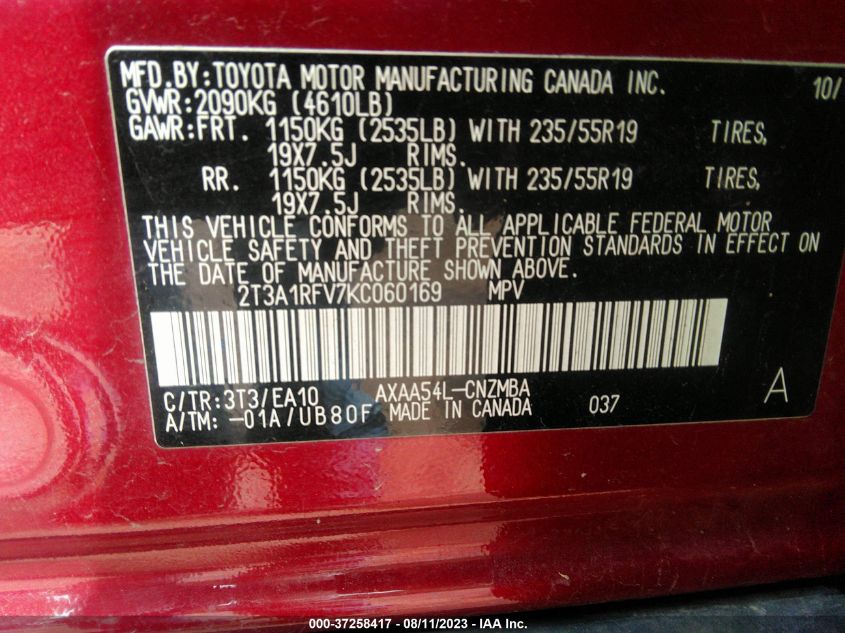 MFD.BY:TOYOTA MOTOR MANUFACTURING CANADA INC. 10/
GVWR:2090KG (4610LB)
GAWR:FRT. 1150KG (2535LB) WITH 235/55R19 TIRES,
19X7.5J RIMS.
RR. 1150KG (2535LB) WITH 235/55R19 TIRES,
19X7.5J RIMS.
THIS VEHICLE CONFORMS TO ALL APPLICABLE FEDERAL MOTOR
VEHICLE SAFETY AND THEFT PREVENTION STANDARDS IN EFFECT ON
THE DATE OF MANUFACTURE SHOWN ABOVE.
2T3A1RFV7KC060169 MPV
C/TR:3T3/EA10 AXAA54L-CNZMBA
A/TM: -01A/UB80F MADE IN CANADA 037 A
000-37258417 - 08/11/2023 - IAA Inc.